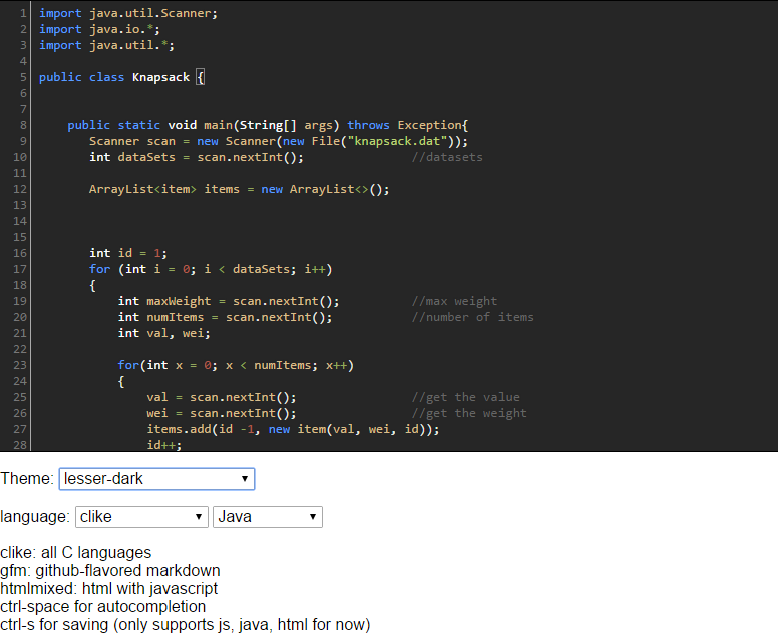 1 import java.util.Scanner;
2 import java.io.*;
3 import java.util.*;
4
5 public class Knapsack {
6
7
8     public static void main(String[] args) throws Exception{
9        Scanner scan = new Scanner(new File("knapsack.dat"));
10        int dataSets = scan.nextInt();               //datasets
11
12        ArrayList<item> items = new ArrayList<>();
13
14
15
16        int id = 1;
17        for (int i = 0; i < dataSets; i++)
18        {
19            int maxWeight = scan.nextInt();          //max weight
20            int numItems = scan.nextInt();           //number of items
21            int val, wei;
22
23            for(int x = 0; x < numItems; x++)
24            {
25                val = scan.nextInt();                //get the value
26                wei = scan.nextInt();                //get the weight
27                items.add(id -1, new item(val, wei, id));
28                id++;
Theme: lesser-dark
language: clike Java
clike: all C languages
gfm: github-flavored markdown
htmlmixed: html with javascript
ctrl-space for autocompletion
ctrl-s for saving (only supports js, java, html for now)